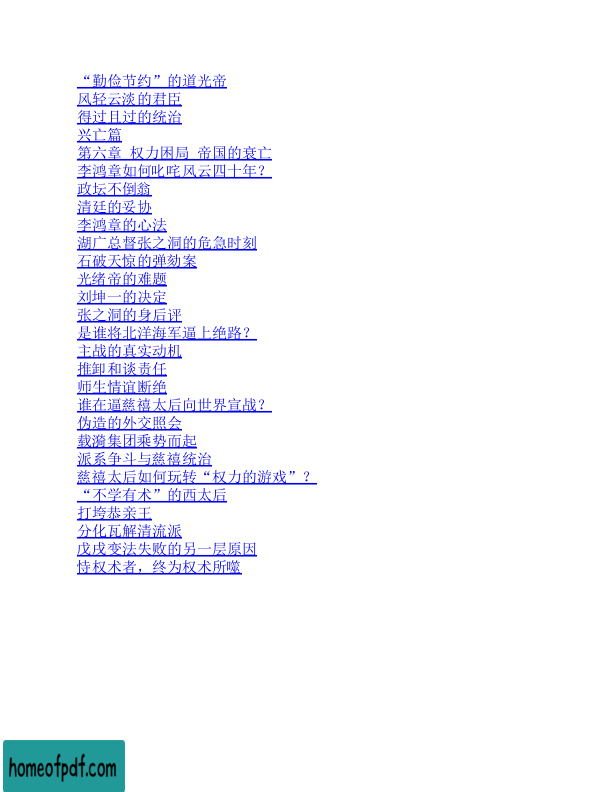 “勤俭节约”的道光帝
风轻云淡的君臣
得过且过的统治
兴亡篇
第六章 权力困局 帝国的衰亡
李鸿章如何叱咤风云四十年？
政坛不倒翁
清廷的妥协
李鸿章的心法
湖广总督张之洞的危急时刻
石破天惊的弹劾案
光绪帝的难题
刘坤一的决定
张之洞的身后评
是谁将北洋海军逼上绝路？
主战的真实动机
推卸和谈责任
师生情谊断绝
谁在逼慈禧太后向世界宣战？
伪造的外交照会
载漪集团乘势而起
派系争斗与慈禧统治
慈禧太后如何玩转“权力的游戏”？
“不学有术”的西太后
打垮恭亲王
分化瓦解清流派
戊戌变法失败的另一层原因
恃权术者，终为权术所噬
homeofpdf.com